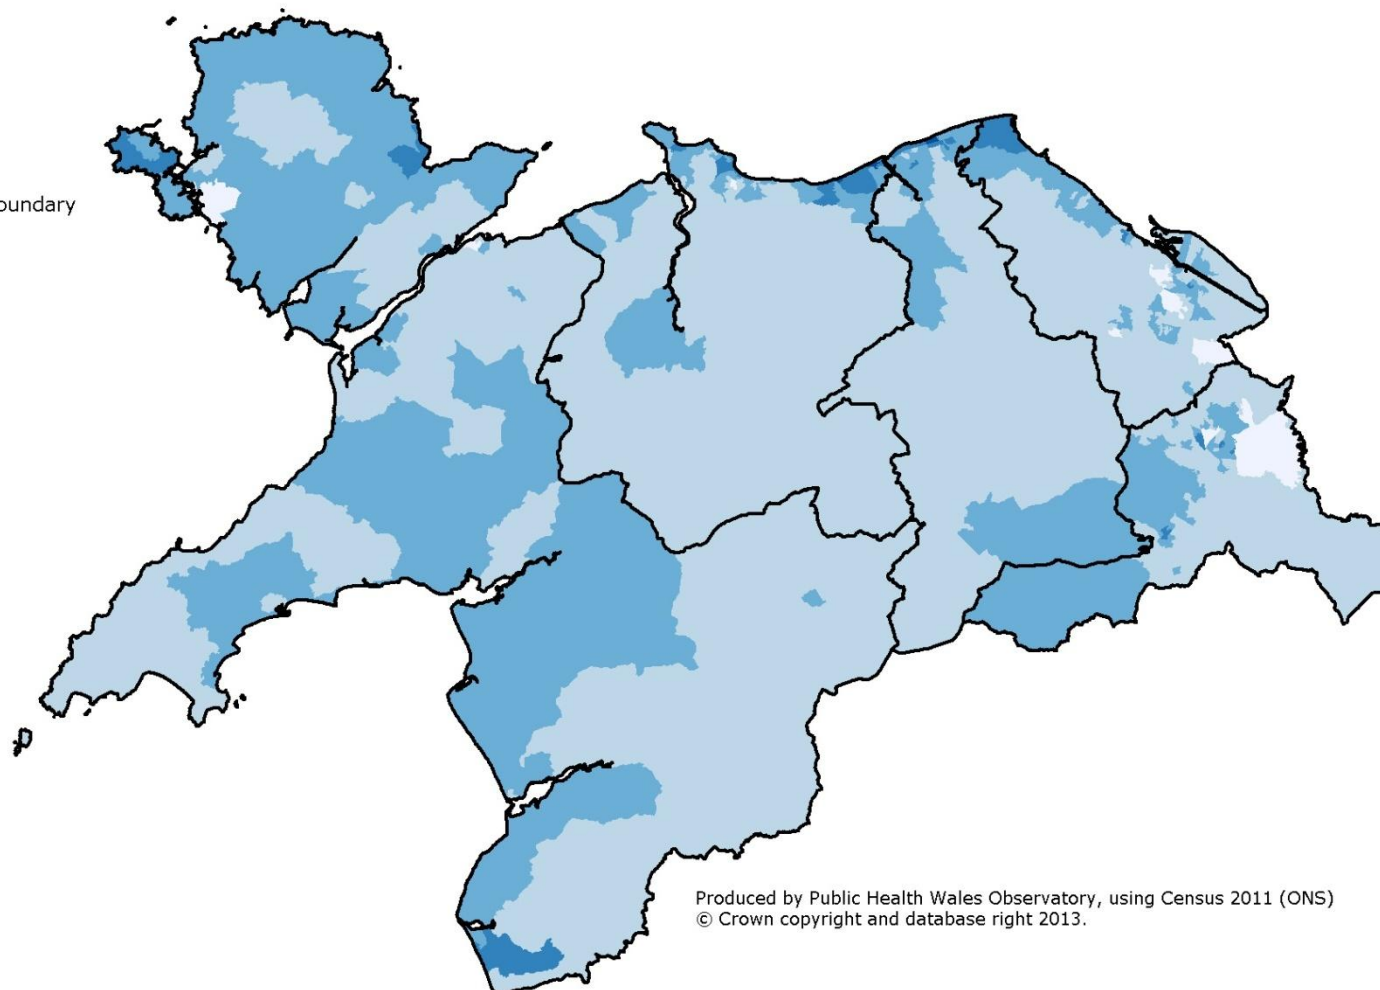 oundary
Produced by Public Health Wales Observatory, using Census 2011 (ONS)
© Crown copyright and database right 2013.